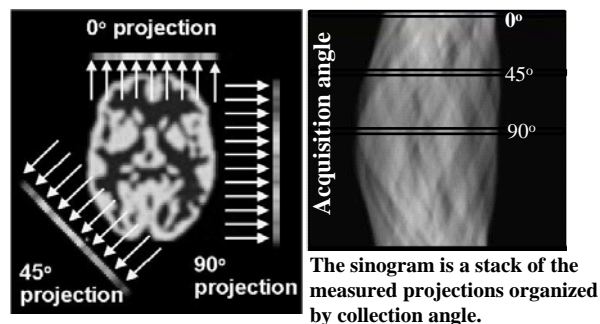 0° projection
45°
projection
90°
projection
Acquisition angle
0°
45°
90°
The sinogram is a stack of the
measured projections organized
by collection angle.